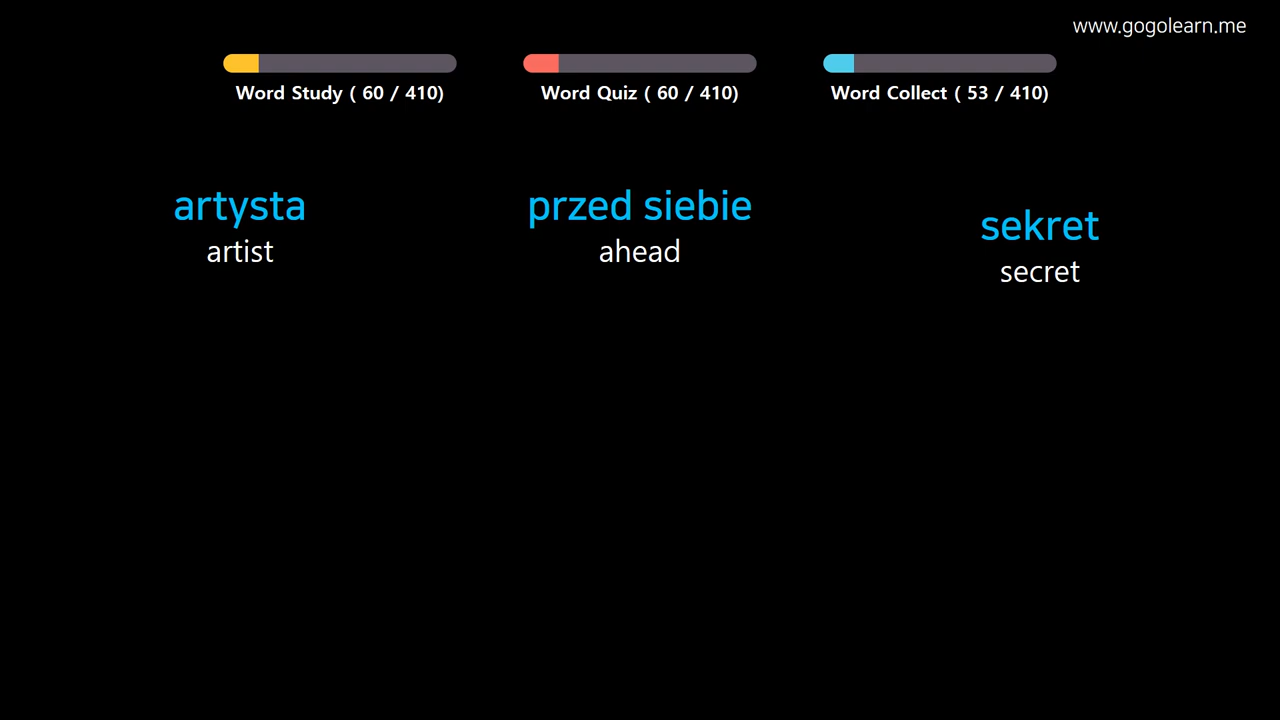 www.gogolearn.me
Word Study ( 60 / 410)
Word Quiz ( 60 / 410)
Word Collect ( 53 / 410)
artysta
artist
przed siebie
ahead
sekret
secret